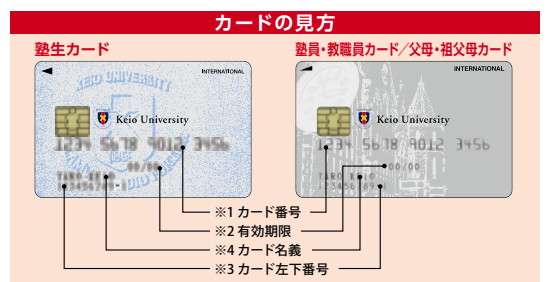 カードの見方
塾生カード
塾員・教職員カード／父母・祖父母カード
INTERNATIONAL
INTERNATIONAL
KEIO UNIVERSITY
Keio University
Keio University
1234 5678 9012 3456
1234 5678 9012 3456
00/00
00/00
TARO KEIO
TARO KEIO
123456789-1
123456789
※1 カード番号
※2 有効期限
※4 カード名義
※3 カード左下番号